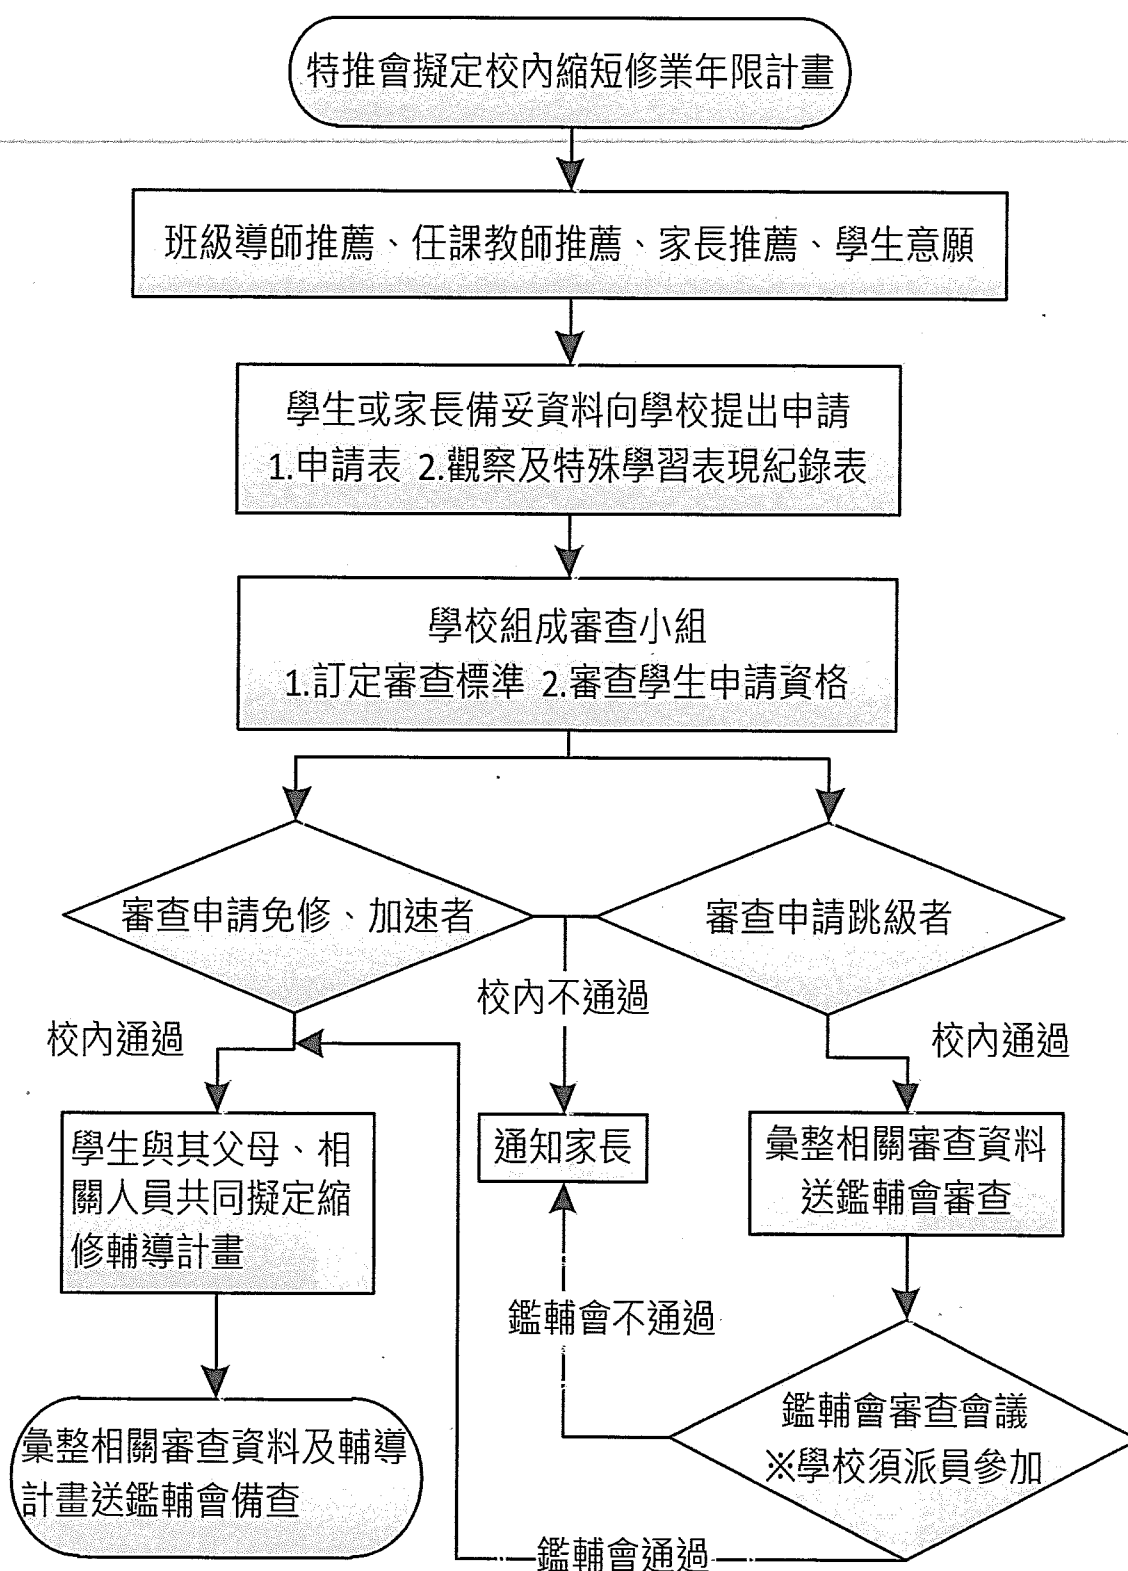 特推會擬定校內縮短修業年限計畫
班級導師推薦、任課教師推薦、家長推薦、學生意願
學生或家長備妥資料向學校提出申請
1.申請表 2.觀察及特殊學習表現紀錄表
學校組成審查小組
1.訂定審查標準 2.審查學生申請資格
審查申請免修、加速者
審查申請跳級者
校內不通過
校內通過
校內通過
學生與其父母、相
關人員共同擬定縮
修輔導計畫
通知家長
彙整相關審查資料
送鑑輔會審查
鑑輔會不通過
鑑輔會審查會議
※學校須派員參加
彙整相關審查資料及輔導
計畫送鑑輔會備查
鑑輔會通過